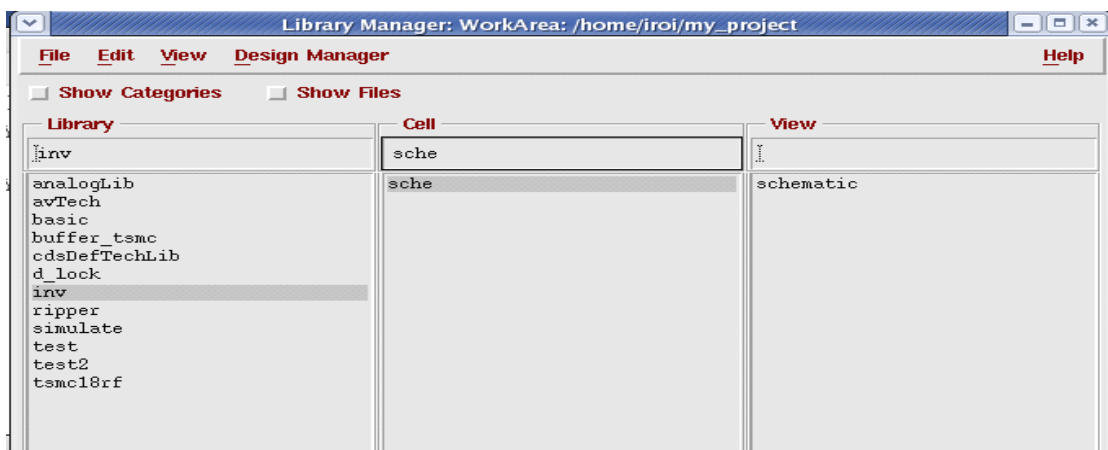 Library Manager: WorkArea: /home/iroi/my_project
File Edit View Design Manager Help
Show Categories Show Files
Library Cell View
inv sche
analogLib sche schematic
avTech
basic
buffer_tsmc
cdsDefTechLib
d_lock
inv
ripper
simulate
test
test2
tsmc18rf